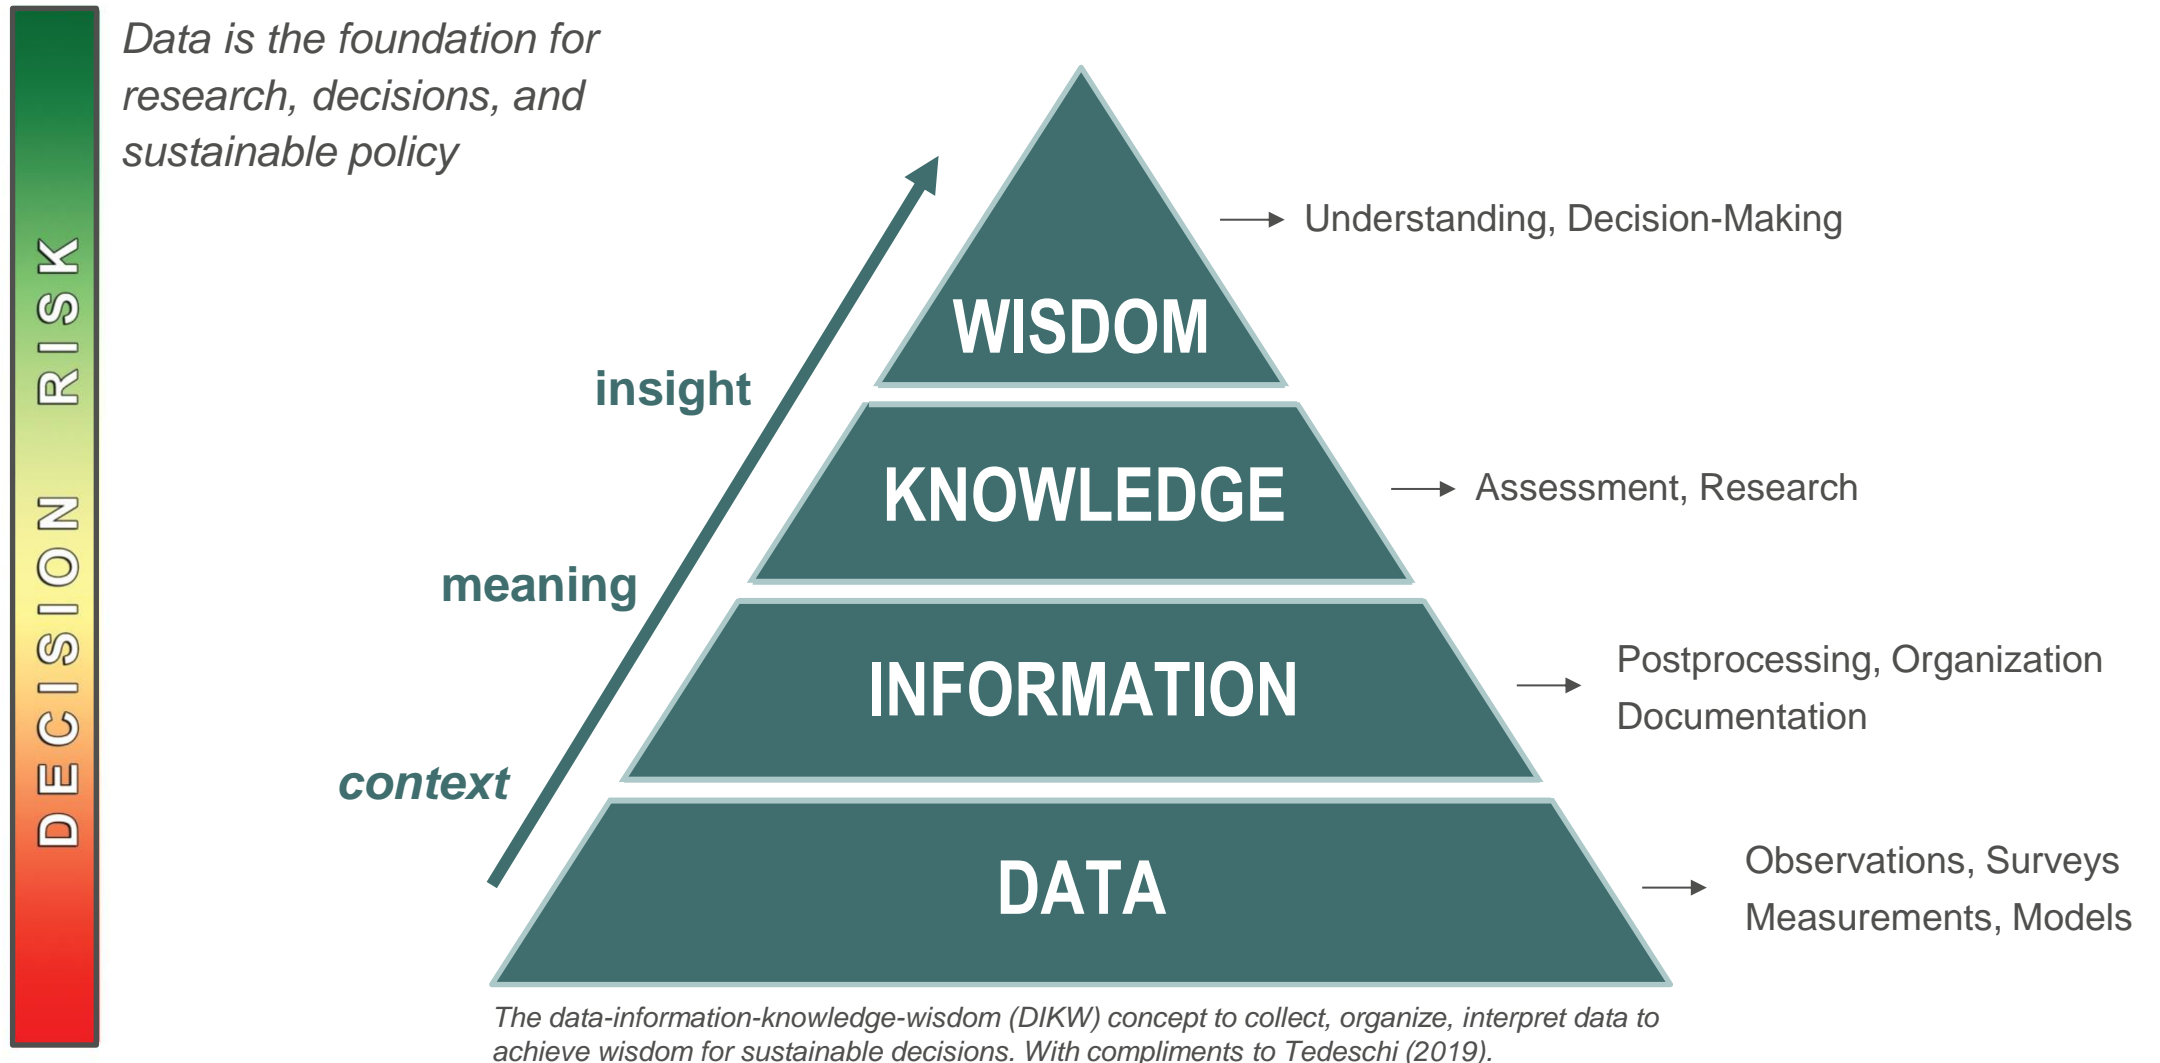 Data is the foundation for
research, decisions, and
sustainable policy
DECISION RISK
insight
meaning
context
WISDOM
KNOWLEDGE
INFORMATION
DATA
Understanding, Decision-Making
Assessment, Research
Postprocessing, Organization
Documentation
Observations, Surveys
Measurements, Models
The data-information-knowledge-wisdom (DIKW) concept to collect, organize, interpret data to
achieve wisdom for sustainable decisions. With compliments to Tedeschi (2019).